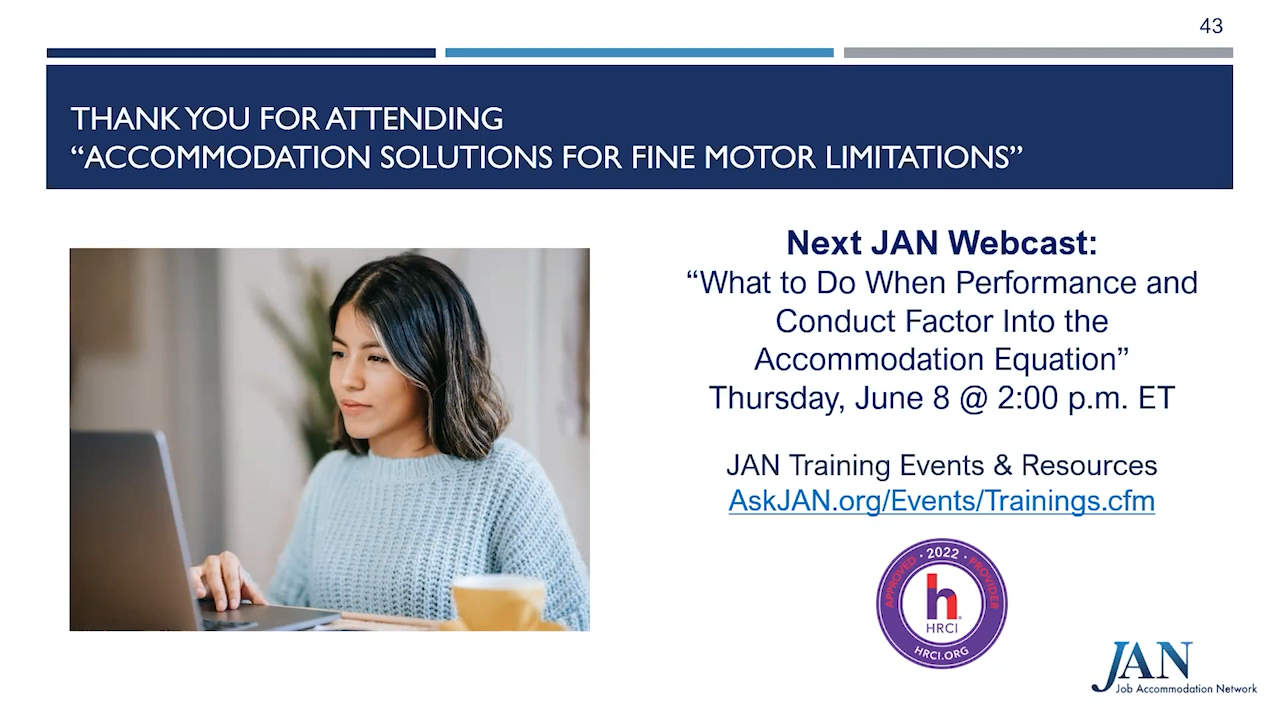 43
THANK YOU FOR ATTENDING
“ACCOMMODATION SOLUTIONS FOR FINE MOTOR LIMITATIONS”
Next JAN Webcast:
“What to Do When Performance and
Conduct Factor Into the
Accommodation Equation”
Thursday, June 8 @ 2:00 p.m. ET
JAN Training Events & Resources
AskJAN.org/Events/Trainings.cfm
APPROVED · 2022 · PROVIDER
h
HRCI
HRCI.ORG
JAN
Job Accommodation Network